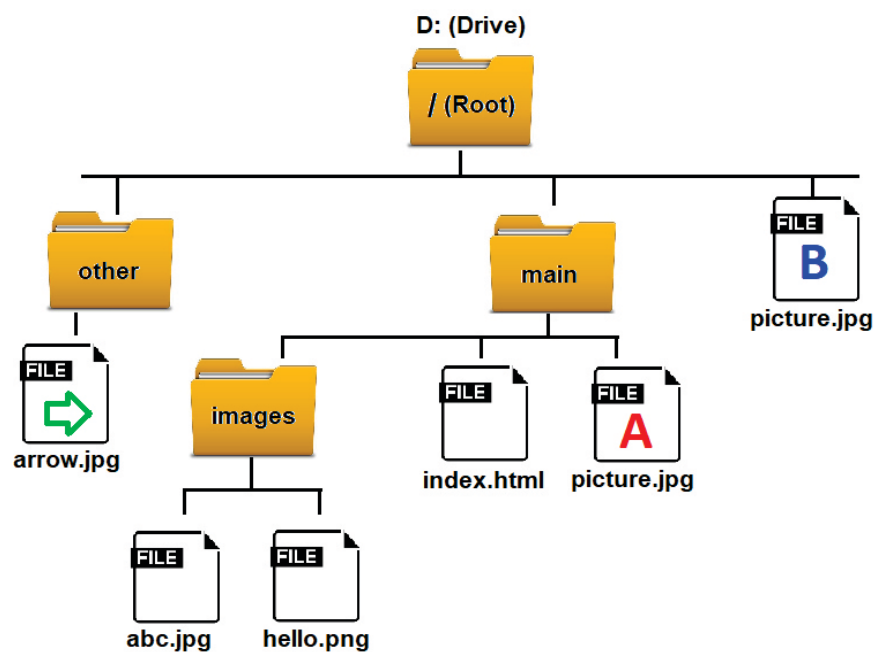 D: (Drive)
/ (Root)
other
main
FILE
B
picture.jpg
FILE
arrow.jpg
images
FILE
index.html
FILE
A
picture.jpg
FILE
abc.jpg
FILE
hello.png